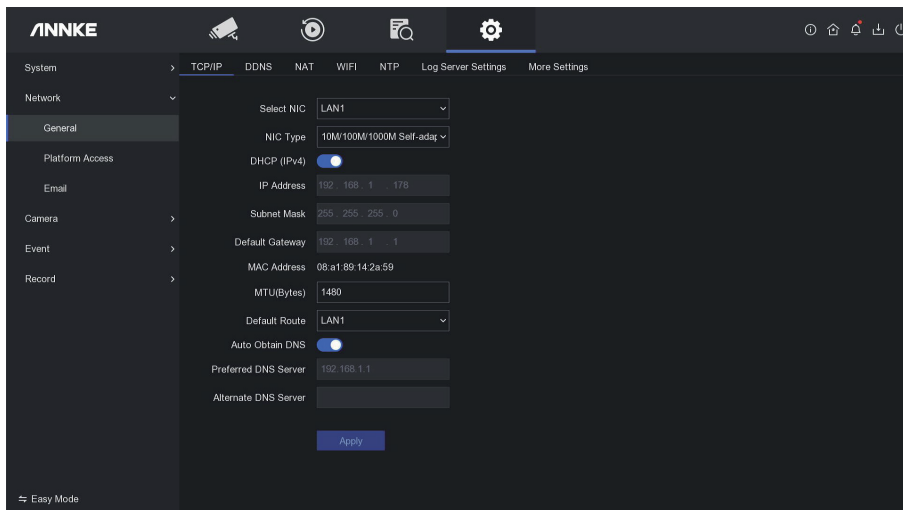 ANNKE
System
TCP/IP DDNS NAT WIFI NTP Log Server Settings More Settings
Network
General
Platform Access
Email
Camera
Event
Record
Select NIC LAN1
NIC Type 10M/100M/1000M Self-adap
DHCP (IPv4)
IP Address 192 . 168 . 1 . 178
Subnet Mask 255 . 255 . 255 . 0
Default Gateway 192 . 168 . 1 . 1
MAC Address 08:a1:89:14:2a:59
MTU(Bytes) 1480
Default Route LAN1
Auto Obtain DNS
Preferred DNS Server 192.168.1.1
Alternate DNS Server
Apply
Easy Mode